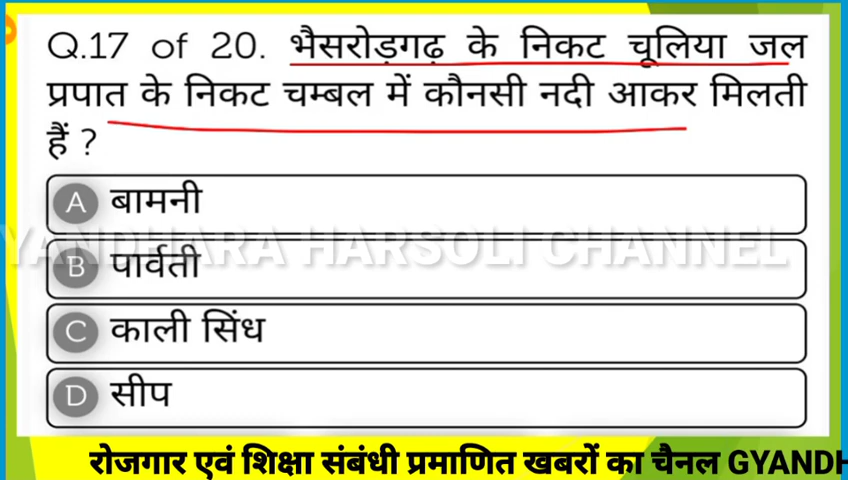 Q.17 of 20. भैसरोड़गढ़ के निकट चूलिया जल
प्रपात के निकट चम्बल में कौनसी नदी आकर मिलती
हैं ?
A बामनी
YANDHARA HARSOLI CHANNEL
B पार्वती
C काली सिंध
D सीप
रोजगार एवं शिक्षा संबंधी प्रमाणित खबरों का चैनल GYANDH